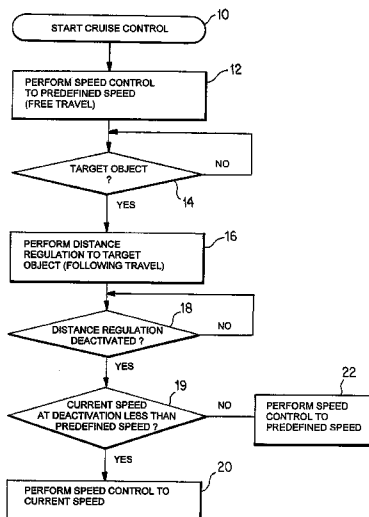 10
START CRUISE CONTROL
12
PERFORM SPEED CONTROL
TO PREDEFINED SPEED
(FREE TRAVEL)
TARGET OBJECT
?
NO
14
YES
16
PERFORM DISTANCE
REGULATION TO TARGET
OBJECT (FOLLOWING TRAVEL)
18
DISTANCE REGULATION
DEACTIVATED ?
NO
YES
19
CURRENT SPEED
AT DEACTIVATION LESS THAN
PREDEFINED SPEED ?
NO
22
PERFORM SPEED
CONTROL TO
PREDEFINED SPEED
YES
20
PERFORM SPEED CONTROL TO
CURRENT SPEED